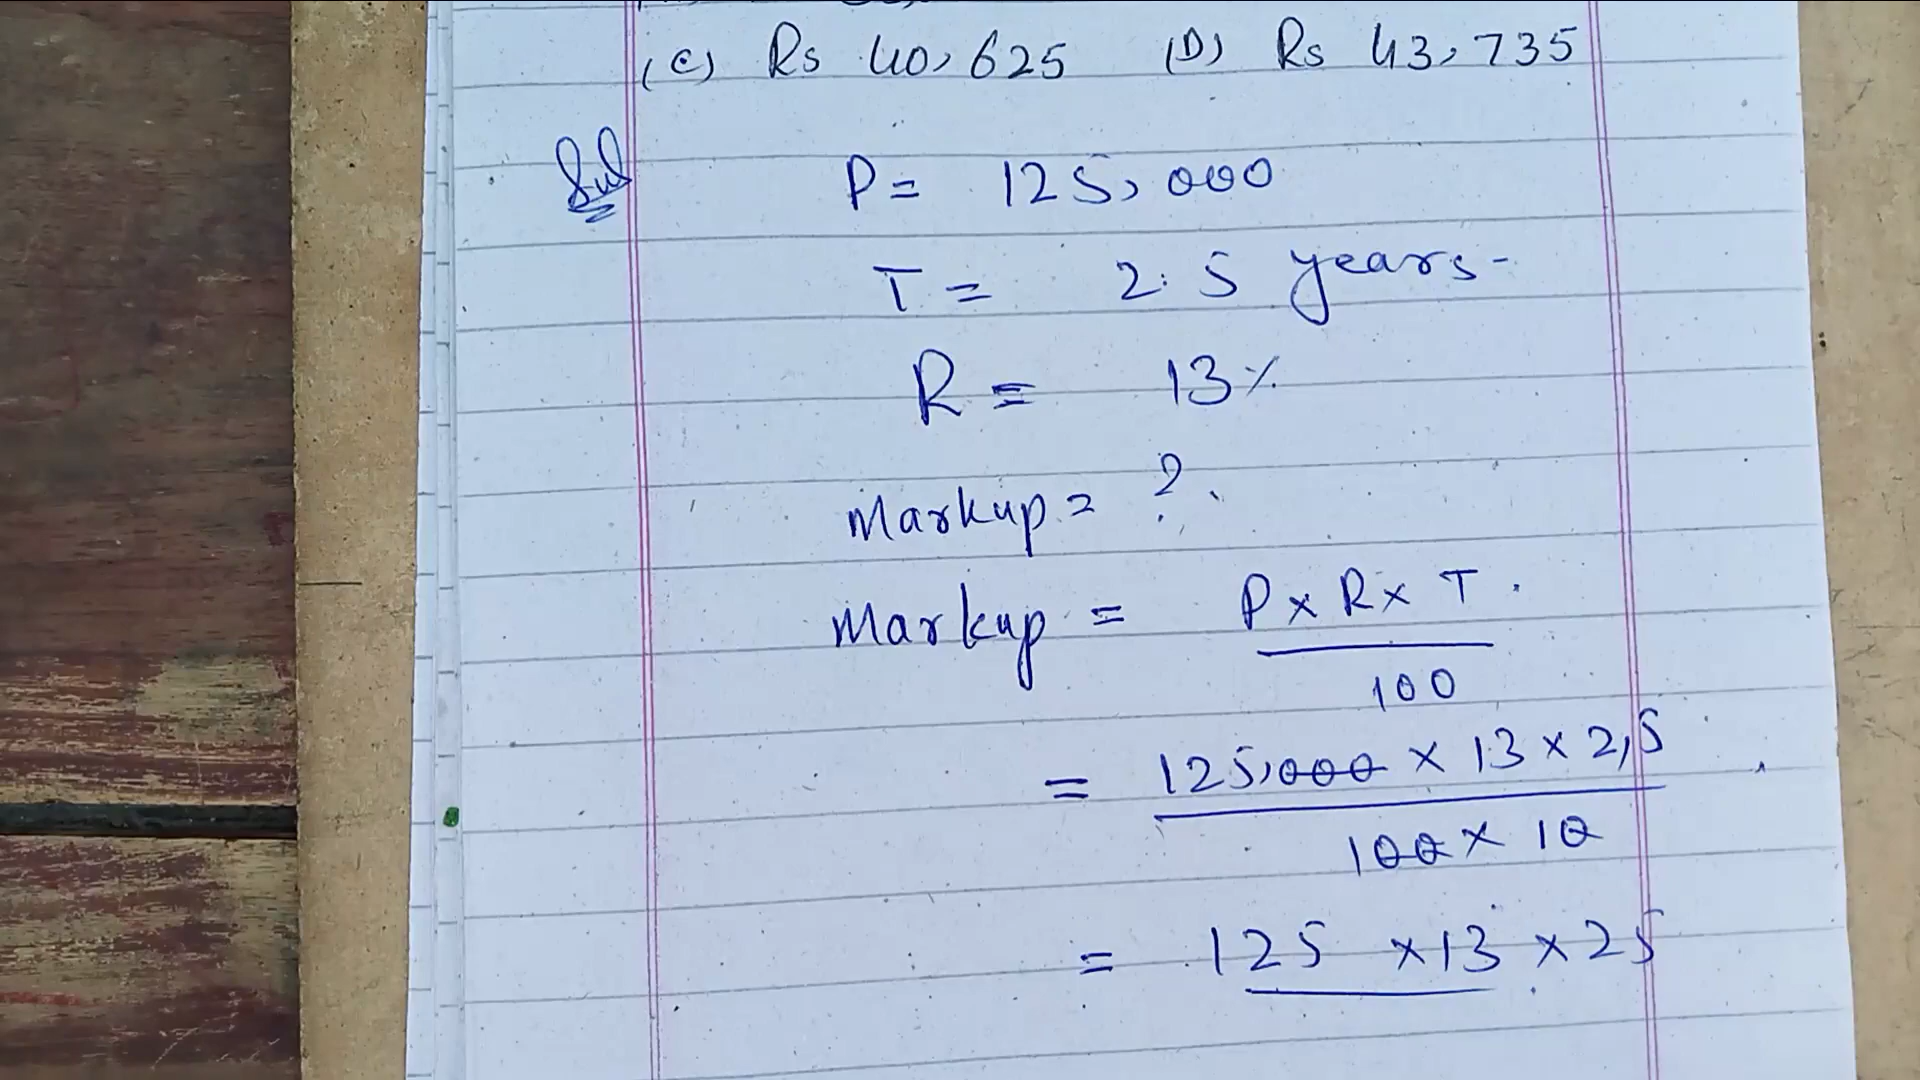 (C) Rs 40,625 (D) Rs 43,735
Sol
P = 125,000
T = 2.5 years-
R = 13%
Markup = ?
Markup = P x R x T
100
= 125,000 x 13 x 2,5
100 x 10
= 125 x 13 x 25